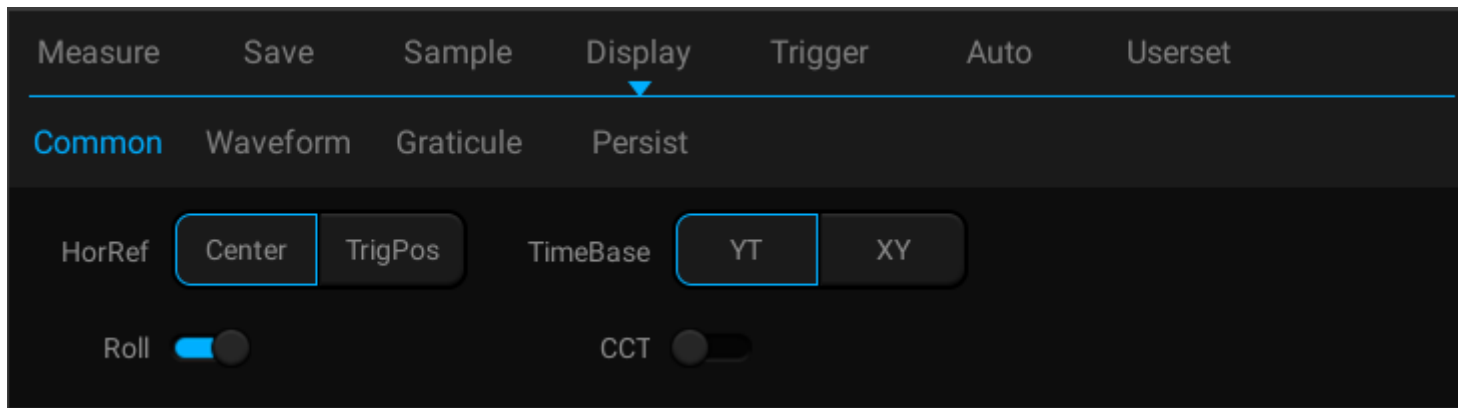 Measure Save Sample Display Trigger Auto Userset
Common Waveform Graticule Persist
HorRef Center TrigPos TimeBase YT XY
Roll CCT